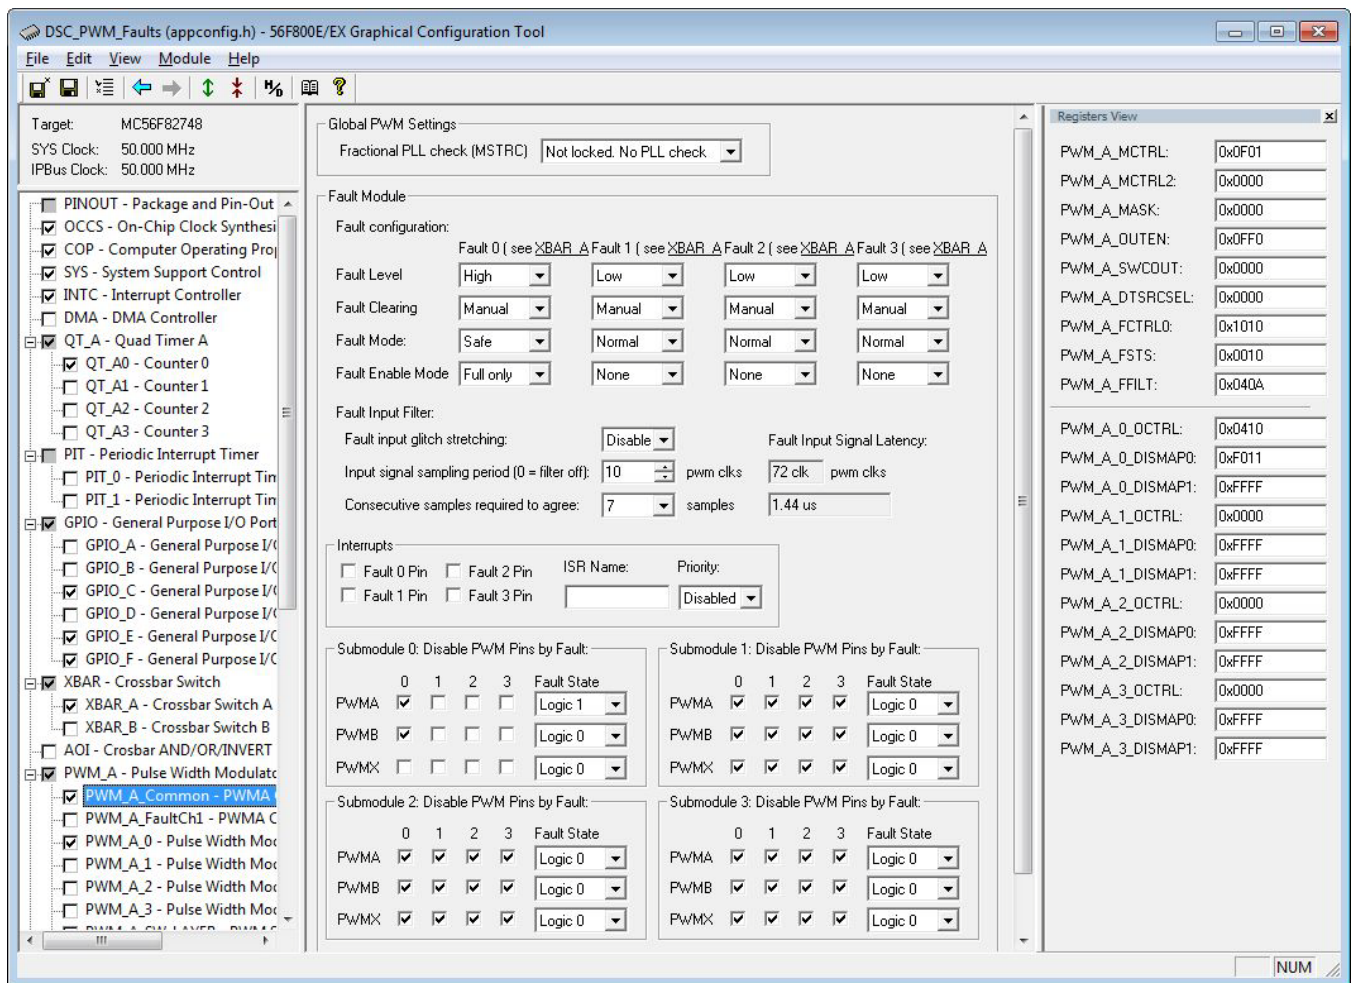 DSC_PWM_Faults (appconfig.h) - 56F800E/EX Graphical Configuration Tool
File Edit View Module Help
Target: MC56F82748
SYS Clock: 50.000 MHz
IPBus Clock: 50.000 MHz
PINOUT - Package and Pin-Out
OCCS - On-Chip Clock Synthesi
COP - Computer Operating Prop
SYS - System Support Control
INTC - Interrupt Controller
DMA - DMA Controller
QT_A - Quad Timer A
QT_A0 - Counter 0
QT_A1 - Counter 1
QT_A2 - Counter 2
QT_A3 - Counter 3
PIT - Periodic Interrupt Timer
PIT_0 - Periodic Interrupt Tim
PIT_1 - Periodic Interrupt Tim
GPIO - General Purpose I/O Port
GPIO_A - General Purpose I/O
GPIO_B - General Purpose I/O
GPIO_C - General Purpose I/O
GPIO_D - General Purpose I/O
GPIO_E - General Purpose I/O
GPIO_F - General Purpose I/O
XBAR - Crossbar Switch
XBAR_A - Crossbar Switch A
XBAR_B - Crossbar Switch B
AOI - Crosbar AND/OR/INVERT
PWM_A - Pulse Width Modulato
PWM_A_Common - PWMA
PWM_A_FaultCh1 - PWMA C
PWM_A_0 - Pulse Width Mod
PWM_A_1 - Pulse Width Mod
PWM_A_2 - Pulse Width Mod
PWM_A_3 - Pulse Width Mod
Global PWM Settings
Fractional PLL check (MSTRC) Not locked. No PLL check
Fault Module
Fault configuration:
Fault 0 ( see XBAR_A Fault 1 ( see XBAR_A Fault 2 ( see XBAR_A Fault 3 ( see XBAR_A
Fault Level High Low Low Low
Fault Clearing Manual Manual Manual Manual
Fault Mode: Safe Normal Normal Normal
Fault Enable Mode Full only None None None
Fault Input Filter:
Fault input glitch stretching: Disable Fault Input Signal Latency:
Input signal sampling period (0 = filter off): 10 pwm clks 72 clk pwm clks
Consecutive samples required to agree: 7 samples 1.44 us
Interrupts
Fault 0 Pin Fault 2 Pin ISR Name: Priority:
Fault 1 Pin Fault 3 Pin Disabled
Submodule 0: Disable PWM Pins by Fault:
0 1 2 3 Fault State
PWMA Logic 1
PWMB Logic 0
PWMX Logic 0
Submodule 1: Disable PWM Pins by Fault:
0 1 2 3 Fault State
PWMA Logic 0
PWMB Logic 0
PWMX Logic 0
Submodule 2: Disable PWM Pins by Fault:
0 1 2 3 Fault State
PWMA Logic 0
PWMB Logic 0
PWMX Logic 0
Submodule 3: Disable PWM Pins by Fault:
0 1 2 3 Fault State
PWMA Logic 0
PWMB Logic 0
PWMX Logic 0
Registers View
PWM_A_MCTRL: 0x0F01
PWM_A_MCTRL2: 0x0000
PWM_A_MASK: 0x0000
PWM_A_OUTEN: 0x0FF0
PWM_A_SWCOUT: 0x0000
PWM_A_DTSRCSEL: 0x0000
PWM_A_FCTRL0: 0x1010
PWM_A_FSTS: 0x0010
PWM_A_FFILT: 0x040A
PWM_A_0_OCTRL: 0x0410
PWM_A_0_DISMAP0: 0xF011
PWM_A_0_DISMAP1: 0xFFFF
PWM_A_1_OCTRL: 0x0000
PWM_A_1_DISMAP0: 0xFFFF
PWM_A_1_DISMAP1: 0xFFFF
PWM_A_2_OCTRL: 0x0000
PWM_A_2_DISMAP0: 0xFFFF
PWM_A_2_DISMAP1: 0xFFFF
PWM_A_3_OCTRL: 0x0000
PWM_A_3_DISMAP0: 0xFFFF
PWM_A_3_DISMAP1: 0xFFFF
NUM